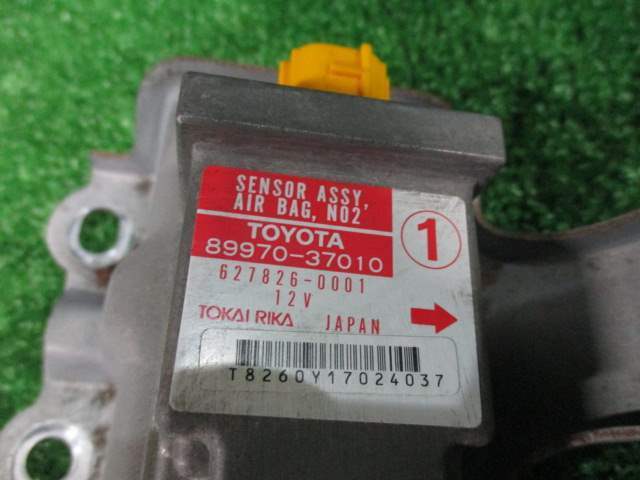 SENSOR ASSY,
AIR BAG, NO2
TOYOTA
89970-37010
1
627826-0001
12V
TOKAI RIKA JAPAN
T8260Y17024037